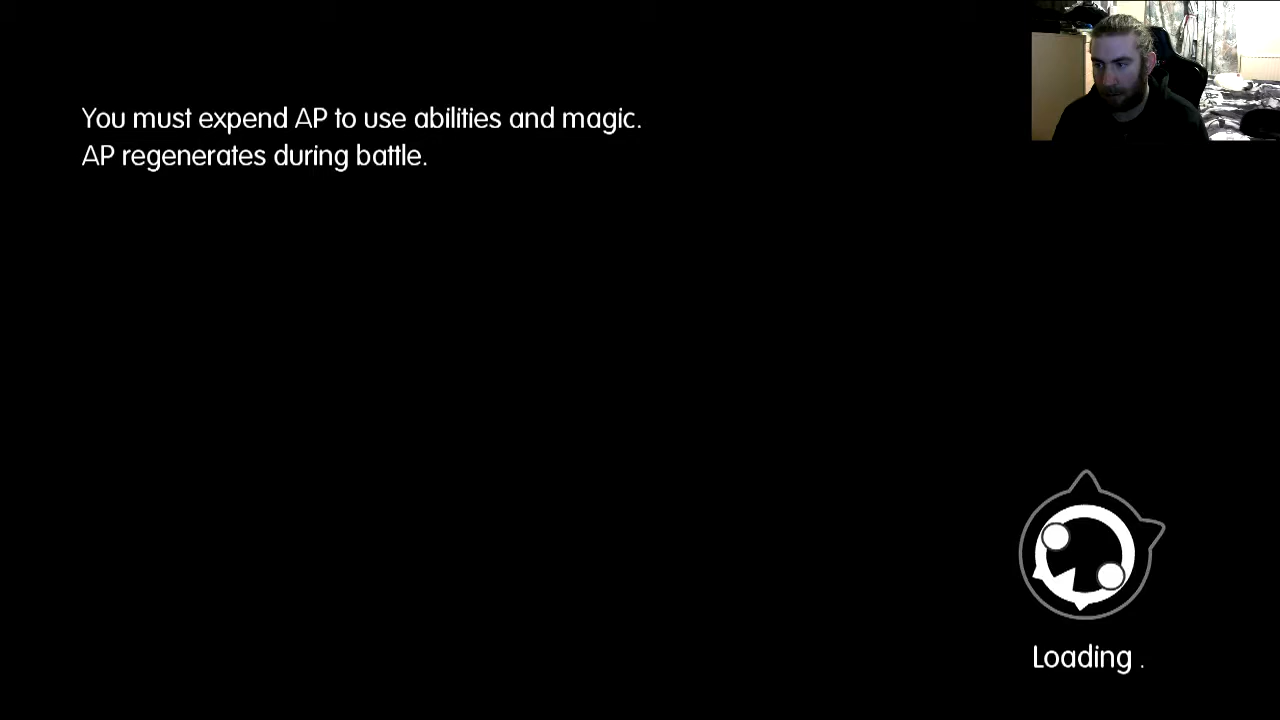 You must expend AP to use abilities and magic.
AP regenerates during battle.
Loading .